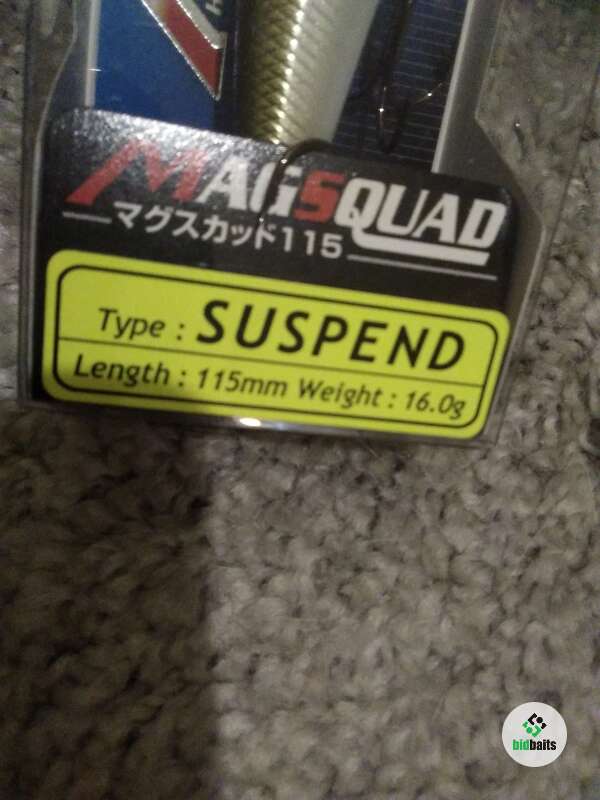 MAGSQUAD
マグスカッド115
Type : SUSPEND
Length : 115mm Weight : 16.0g
bidbaits